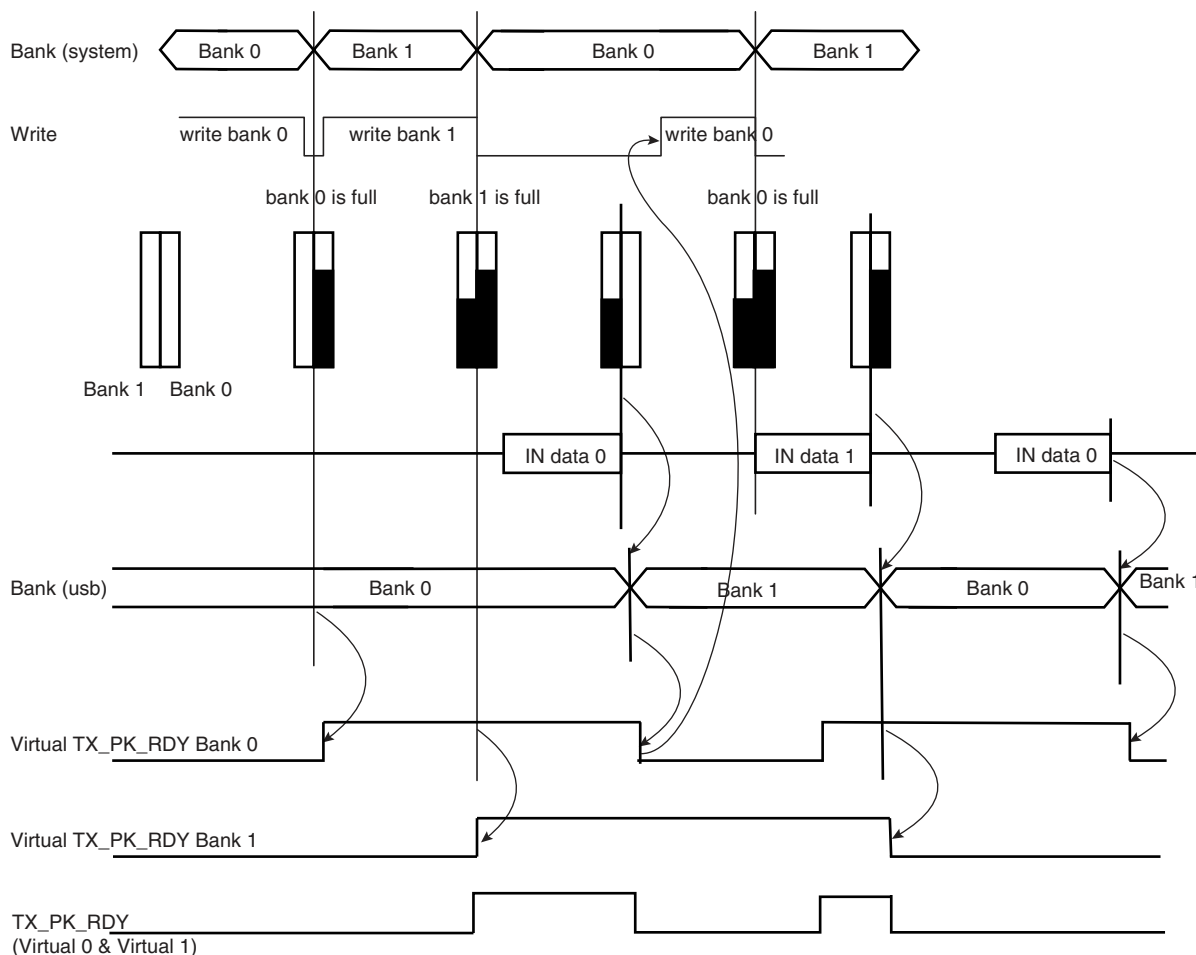 Bank (system)
Bank 0
Bank 1
Bank 0
Bank 1
Write
write bank 0
write bank 1
write bank 0
bank 0 is full
bank 1 is full
bank 0 is full
Bank 1
Bank 0
IN data 0
IN data 1
IN data 0
Bank (usb)
Bank 0
Bank 1
Bank 0
Bank 1
Virtual TX_PK_RDY Bank 0
Virtual TX_PK_RDY Bank 1
TX_PK_RDY
(Virtual 0 & Virtual 1)